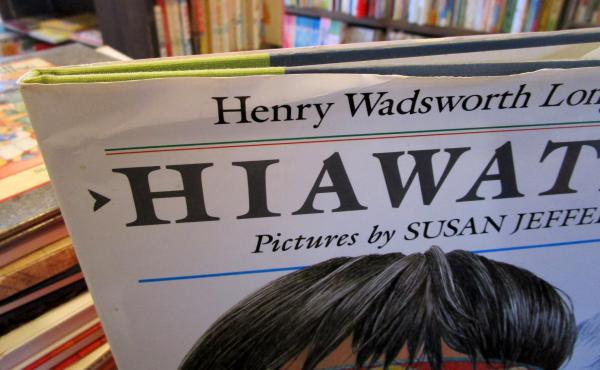 Henry Wadsworth Lon
HIAWAT
Pictures by SUSAN JEFFE